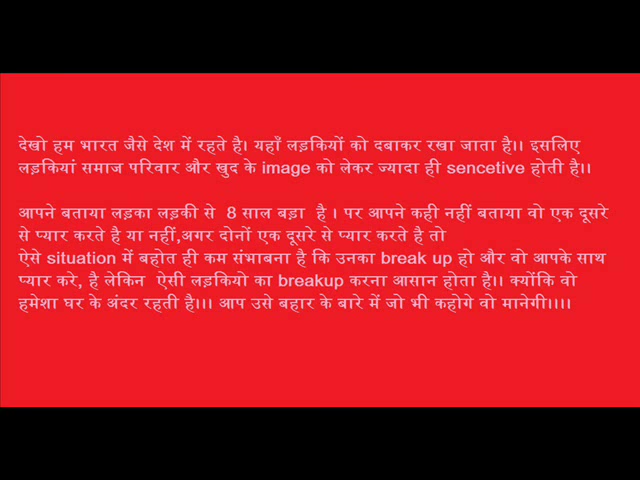 देखो हम भारत जैसे देश में रहते है। यहाँ लड़कियों को दबाकर रखा जाता है।। इसलिए
लड़कियां समाज परिवार और खुद के image को लेकर ज्यादा ही sencetive होती है।।
आपने बताया लड़का लड़की से 8 साल बड़ा है । पर आपने कही नहीं बताया वो एक दूसरे
से प्यार करते है या नहीं,अगर दोनों एक दूसरे से प्यार करते है तो
ऐसे situation में बहोत ही कम संभाबना है कि उनका break up हो और वो आपके साथ
प्यार करे, है लेकिन ऐसी लड़कियो का breakup करना आसान होता है।। क्योंकि वो
हमेशा घर के अंदर रहती है।।। आप उसे बहार के बारे में जो भी कहोगे वो मानेगी।।।।